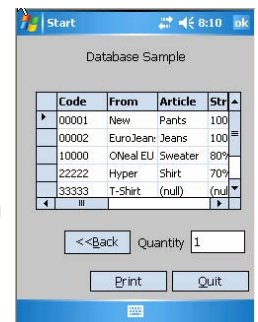 Start 8:10 ok
Database Sample
Code From Article Str
00001 New Pants 100
00002 EuroJean: Jeans 100
10000 ONeal EU Sweater 80%
22222 Hyper Shirt 70%
33333 T-Shirt (null) (nul
<<Back Quantity 1
Print Quit